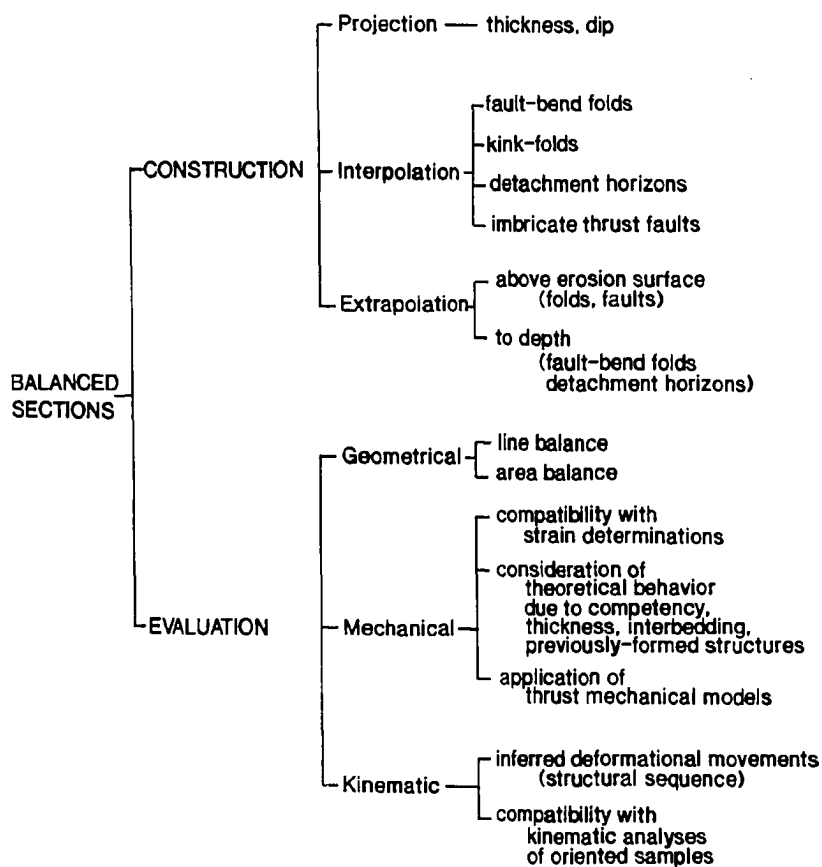 Projection
thickness, dip
fault-bend folds
kink-folds
CONSTRUCTION
Interpolation
detachment horizons
imbricate thrust faults
above erosion surface
(folds, faults)
Extrapolation
to depth
(fault-bend folds
detachment horizons)
BALANCED
SECTIONS
line balance
Geometrical
area balance
compatibility with
strain determinations
consideration of
theoretical behavior
due to competency,
thickness, interbedding,
previously-formed structures
EVALUATION
Mechanical
application of
thrust mechanical models
inferred deformational movements
(structural sequence)
Kinematic
compatibility with
kinematic analyses
of oriented samples